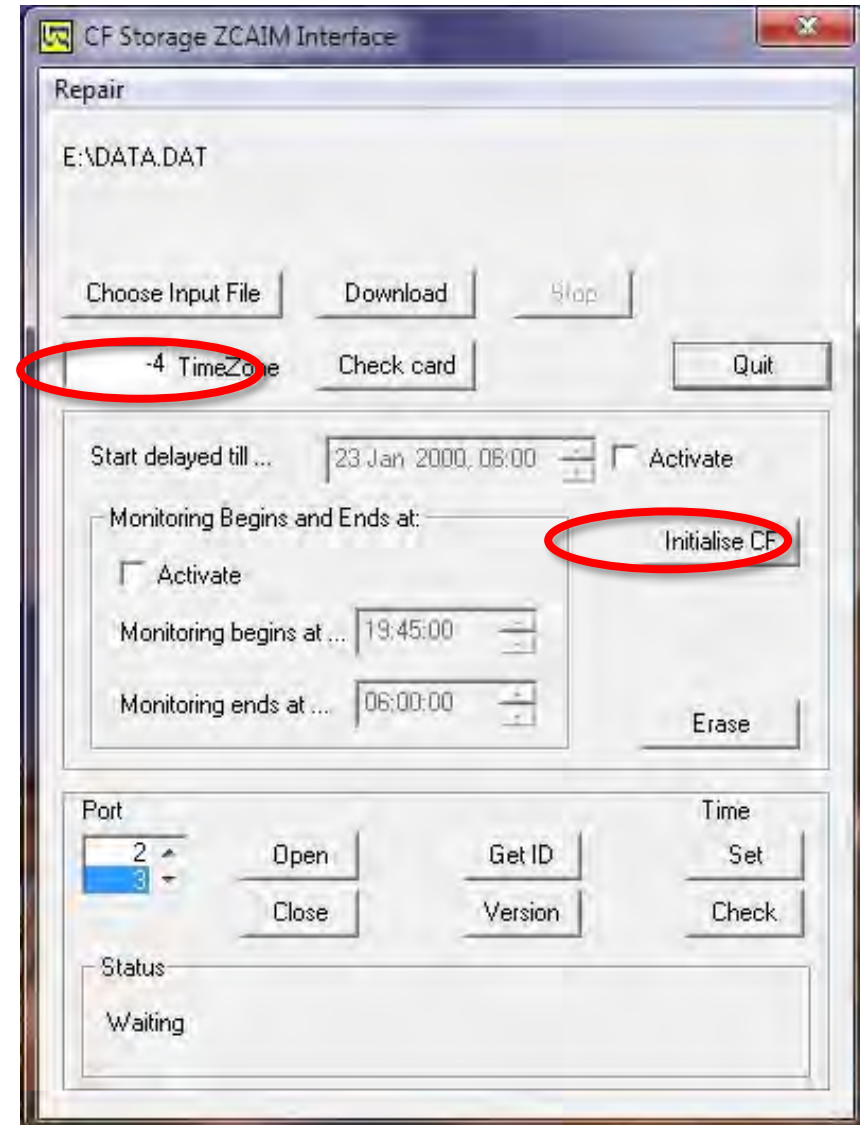 CF Storage ZCAIM Interface
Repair
E:\DATA.DAT
Choose Input File Download Stop
-4 TimeZone Check card Quit
Start delayed till ... 23 Jan 2000, 06:00 Activate
Monitoring Begins and Ends at:
Initialise CF
Activate
Monitoring begins at ... 19:45:00
Monitoring ends at ... 06:00:00
Erase
Port Time
2 Open Get ID Set
3
Close Version Check
Status
Waiting